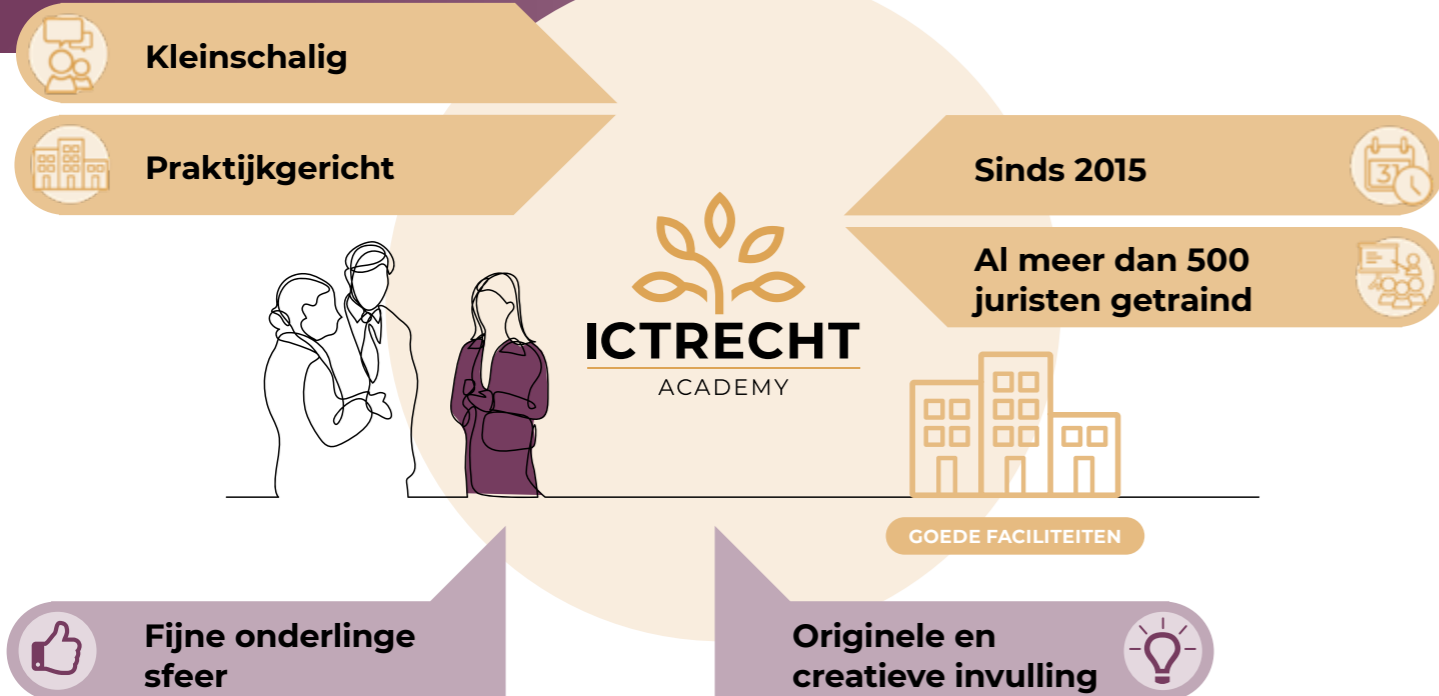 Kleinschalig
Praktijkgericht
Sinds 2015
31
Al meer dan 500
juristen getraind
ICTRECHT
ACADEMY
GOEDE FACILITEITEN
Fijne onderlinge
sfeer
Originele en
creatieve invulling